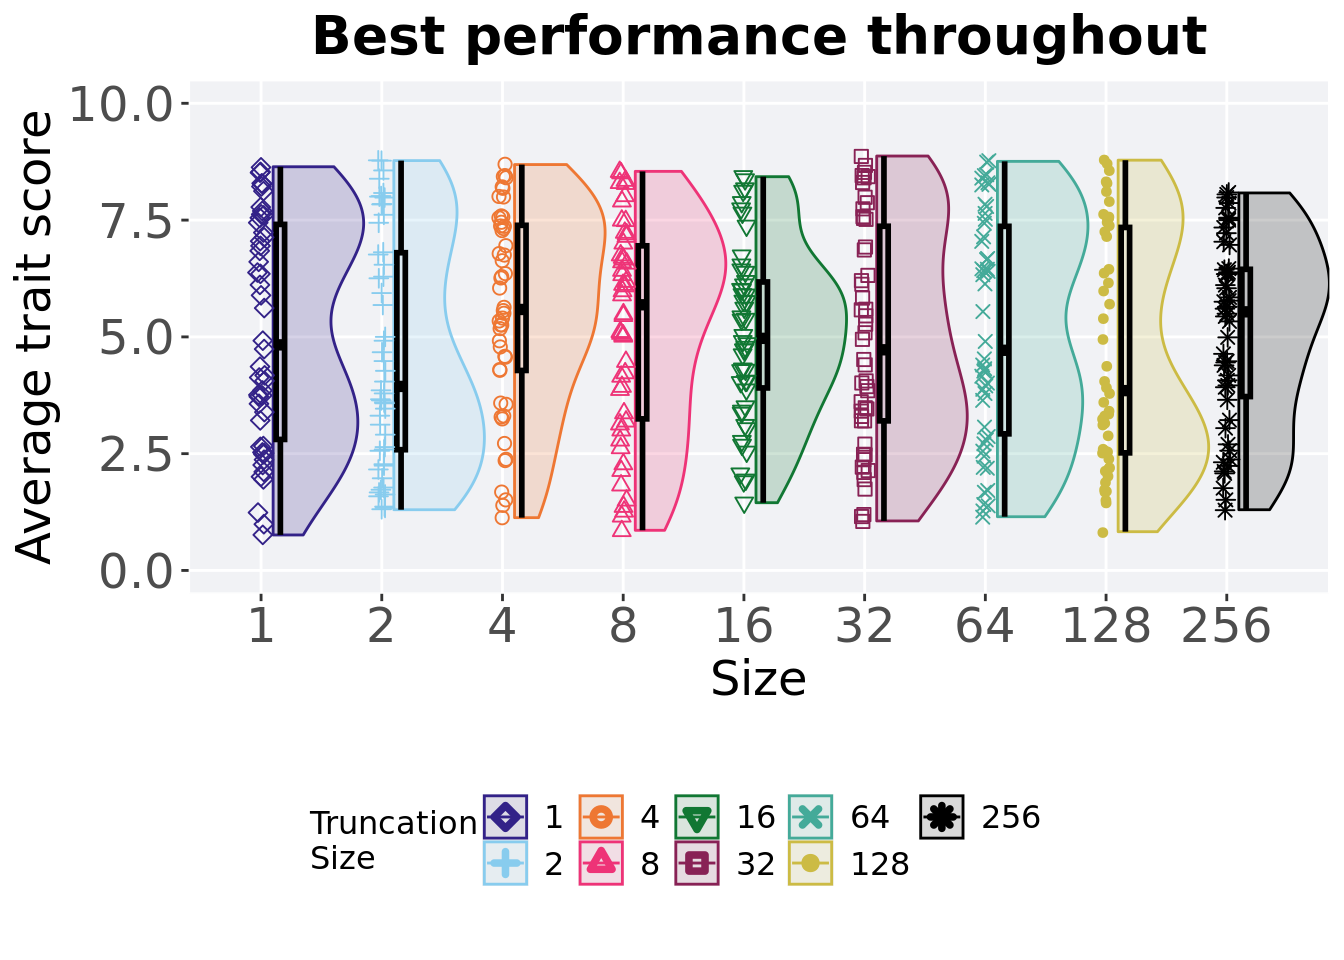 Best performance throughout
Average trait score
10.0
7.5
5.0
2.5
0.0
1 2 4 8 16 32 64 128 256
Size
Truncation
Size
1 4 16 64 256
2 8 32 128